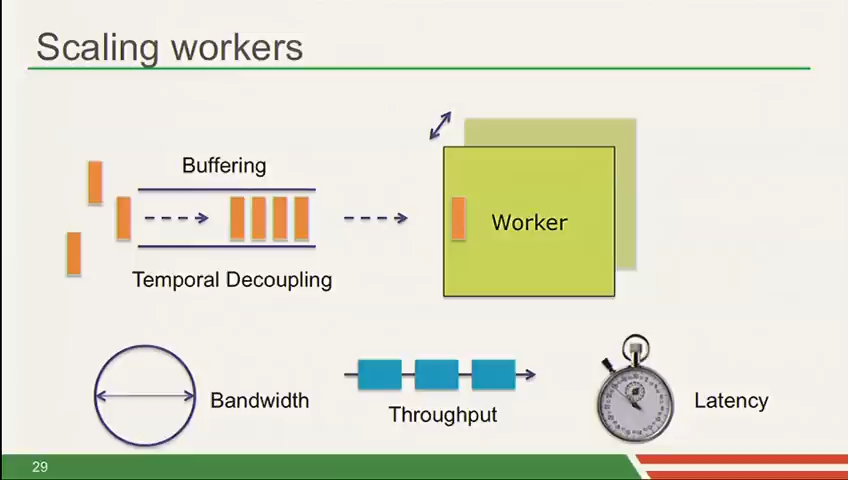 Scaling workers
Buffering
Worker
Temporal Decoupling
Bandwidth
Throughput
Latency
29